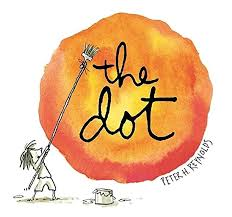 the
dot
PETER H. REYNOLDS